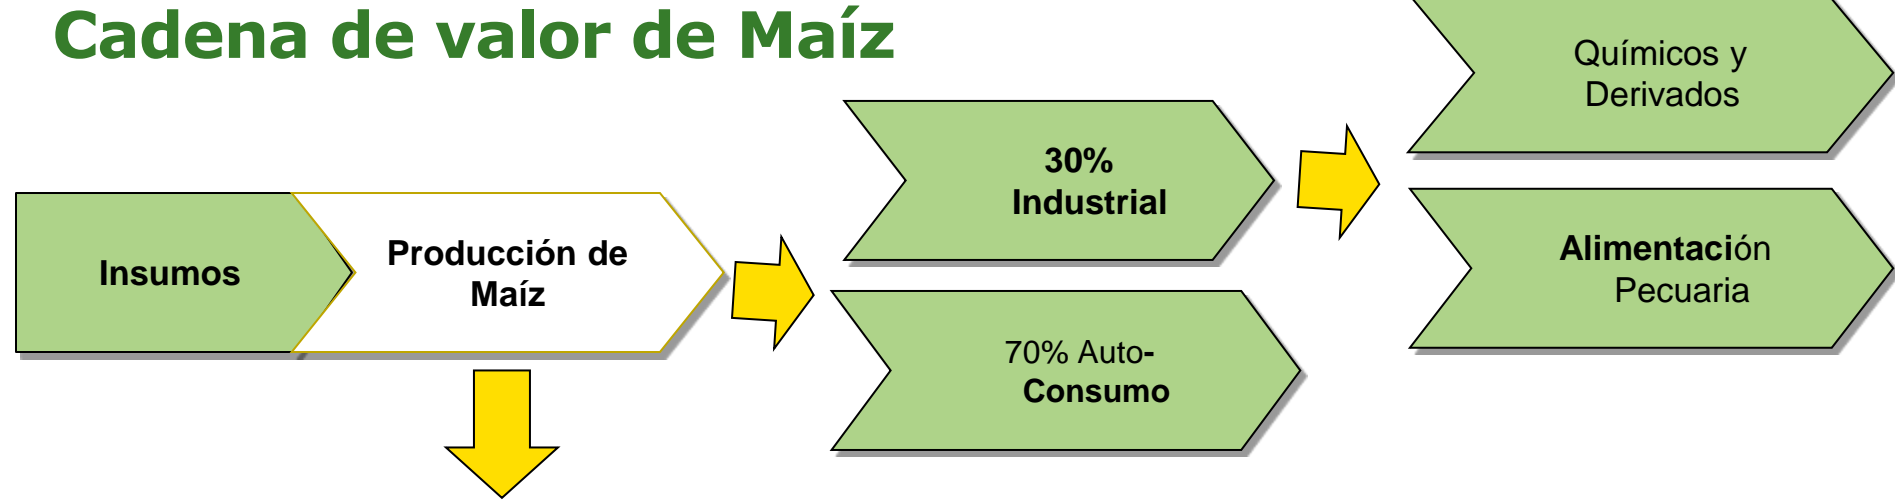 Cadena de valor de Maíz
Insumos
Producción de
Maíz
30%
Industrial
70% Auto-
Consumo
Químicos y
Derivados
Alimentación
Pecuaria